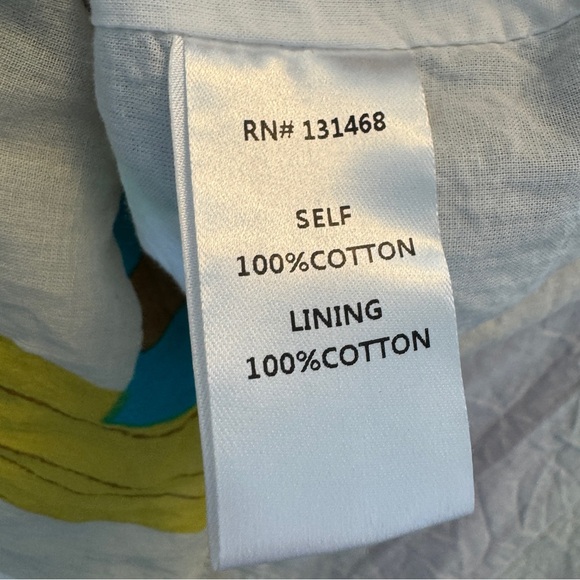 RN# 131468
SELF
100%COTTON
LINING
100%COTTON